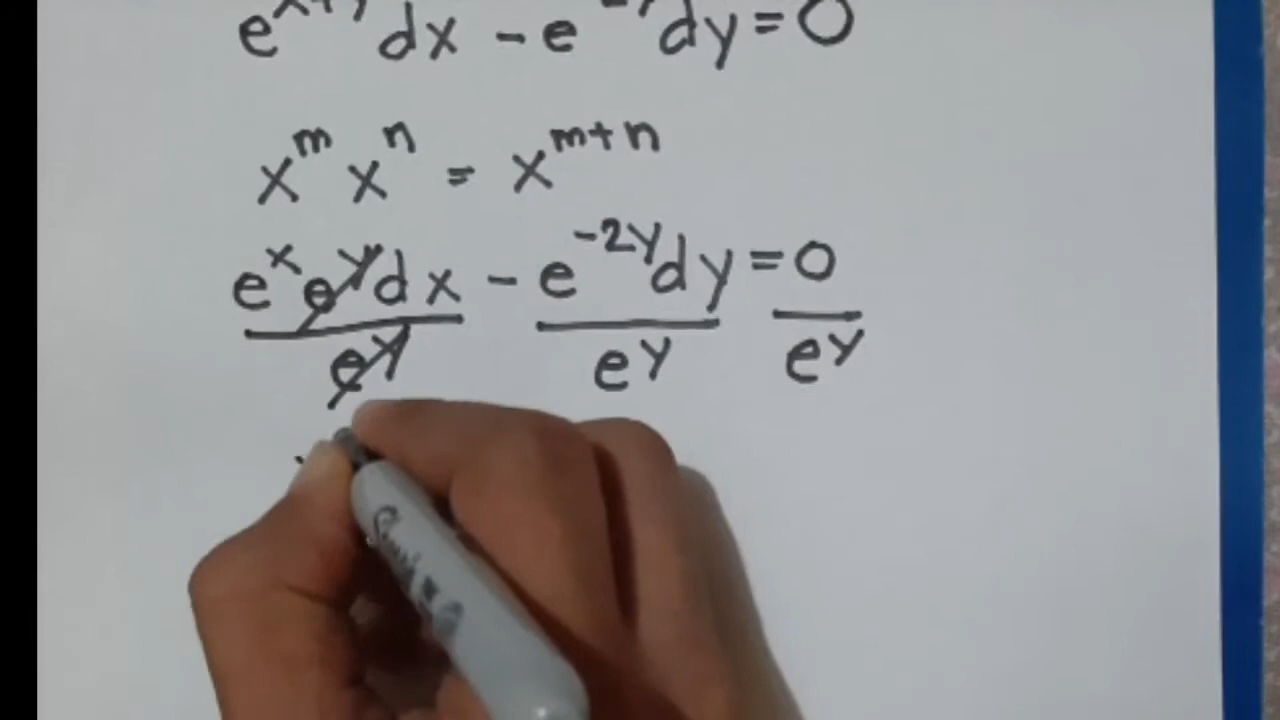 e^{x+y} dx - e^{-2y} dy = 0
x^m x^n = x^{m+n}
e^x e^y dx - e^{-2y} dy = 0
e^y e^y e^y